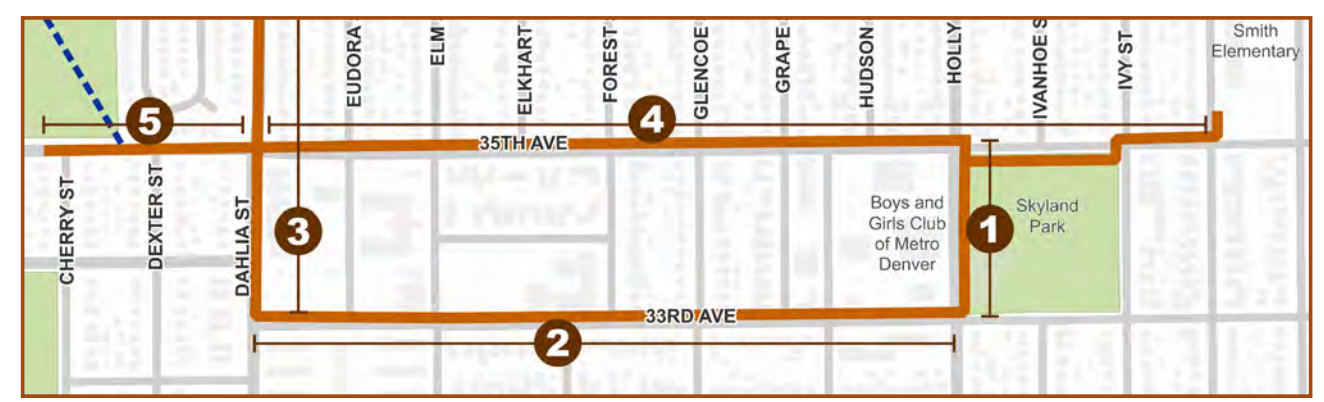 EUDORA
ELM
ELKHART
FOREST
GLENCOE
GRAPE
HUDSON
HOLLY
IVANHOE S
IVY ST
Smith
Elementary
5
4
35TH AVE
CHERRY ST
DEXTER ST
DAHLIA ST
3
Boys and
Girls Club
of Metro
Denver
1
Skyland
Park
33RD AVE
2